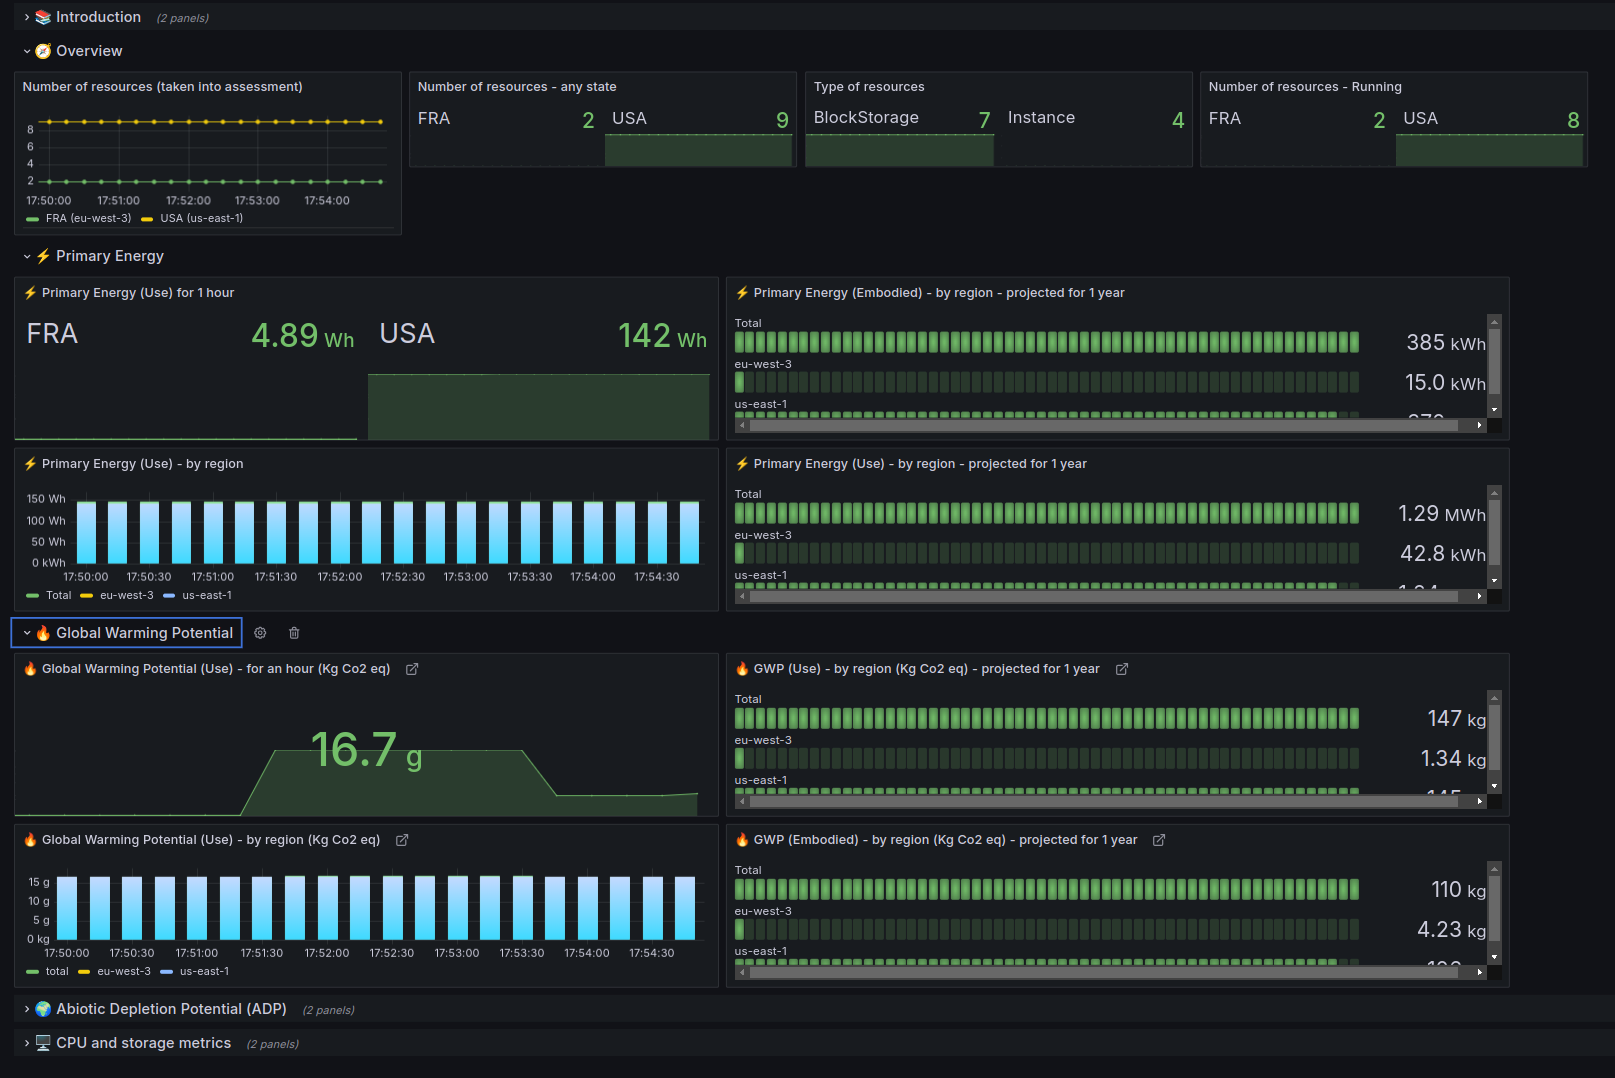 Introduction (2 panels)
Overview
Number of resources (taken into assessment)
8
6
4
2
17:50:00 17:51:00 17:52:00 17:53:00 17:54:00
FRA (eu-west-3) USA (us-east-1)
Number of resources - any state
FRA 2 USA 9
Type of resources
BlockStorage 7 Instance 4
Number of resources - Running
FRA 2 USA 8
Primary Energy
Primary Energy (Use) for 1 hour
FRA 4.89 Wh USA 142 Wh
Primary Energy (Embodied) - by region - projected for 1 year
Total
385 kWh
eu-west-3
15.0 kWh
us-east-1
Primary Energy (Use) - by region
150 Wh
100 Wh
50 Wh
0 kWh
17:50:00 17:50:30 17:51:00 17:51:30 17:52:00 17:52:30 17:53:00 17:53:30 17:54:00 17:54:30
Total eu-west-3 us-east-1
Primary Energy (Use) - by region - projected for 1 year
Total
1.29 MWh
eu-west-3
42.8 kWh
us-east-1
Global Warming Potential
Global Warming Potential (Use) - for an hour (Kg Co2 eq)
16.7 g
GWP (Use) - by region (Kg Co2 eq) - projected for 1 year
Total
147 kg
eu-west-3
1.34 kg
us-east-1
Global Warming Potential (Use) - by region (Kg Co2 eq)
15 g
10 g
5 g
0 kg
17:50:00 17:50:30 17:51:00 17:51:30 17:52:00 17:52:30 17:53:00 17:53:30 17:54:00 17:54:30
total eu-west-3 us-east-1
GWP (Embodied) - by region (Kg Co2 eq) - projected for 1 year
Total
110 kg
eu-west-3
4.23 kg
us-east-1
Abiotic Depletion Potential (ADP) (2 panels)
CPU and storage metrics (2 panels)